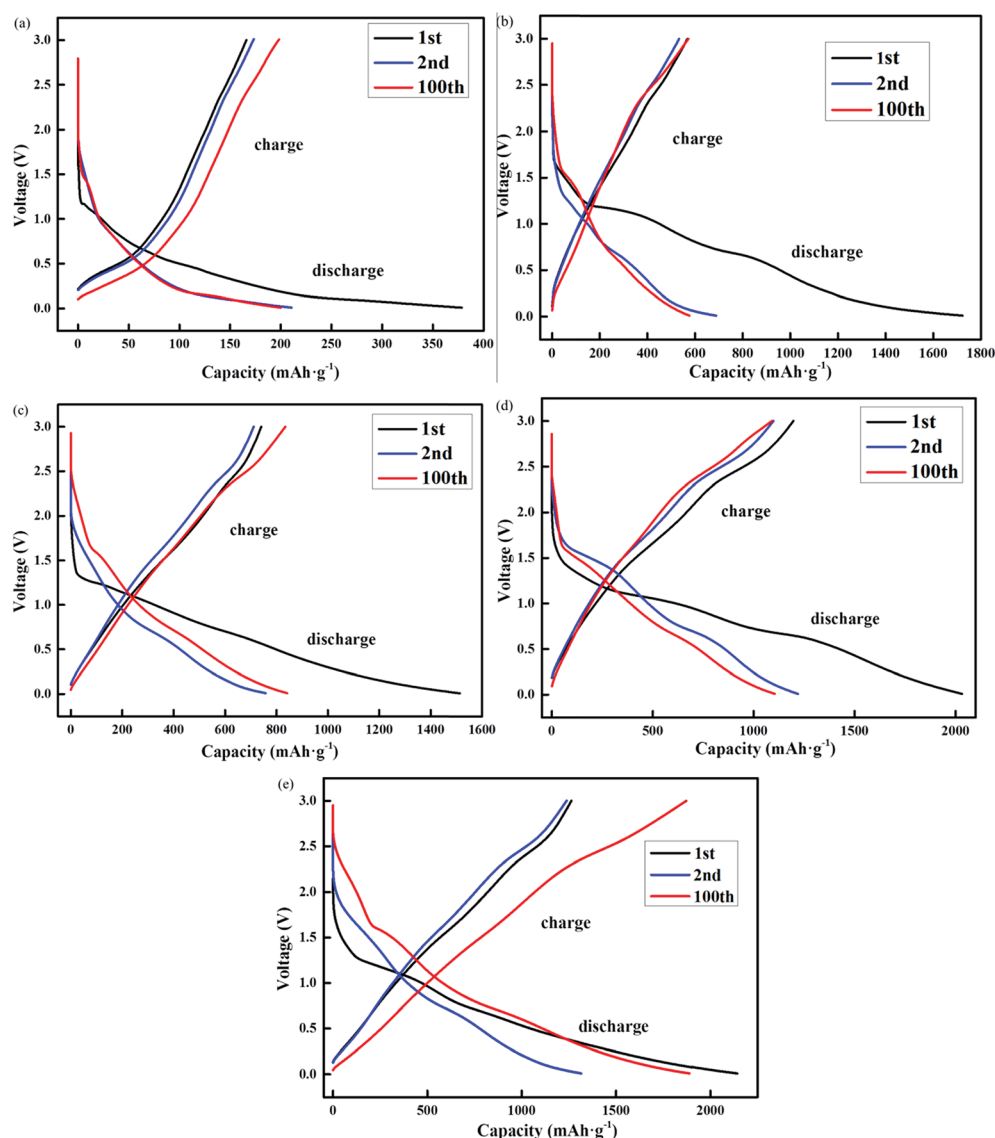 (a)
3.0
2.5
2.0
1.5
1.0
0.5
0.0
Voltage (V)
1st
2nd
100th
charge
discharge
0 50 100 150 200 250 300 350 400
Capacity (mAh·g⁻¹)
(b)
3.0
2.5
2.0
1.5
1.0
0.5
0.0
Voltage (V)
1st
2nd
100th
charge
discharge
0 200 400 600 800 1000 1200 1400 1600 1800
Capacity (mAh·g⁻¹)
(c)
3.0
2.5
2.0
1.5
1.0
0.5
0.0
Voltage (V)
1st
2nd
100th
charge
discharge
0 200 400 600 800 1000 1200 1400 1600
Capacity (mAh·g⁻¹)
(d)
3.0
2.5
2.0
1.5
1.0
0.5
0.0
Voltage (V)
1st
2nd
100th
charge
discharge
0 500 1000 1500 2000
Capacity (mAh·g⁻¹)
(e)
3.0
2.5
2.0
1.5
1.0
0.5
0.0
Voltage (V)
1st
2nd
100th
charge
discharge
0 500 1000 1500 2000
Capacity (mAh·g⁻¹)